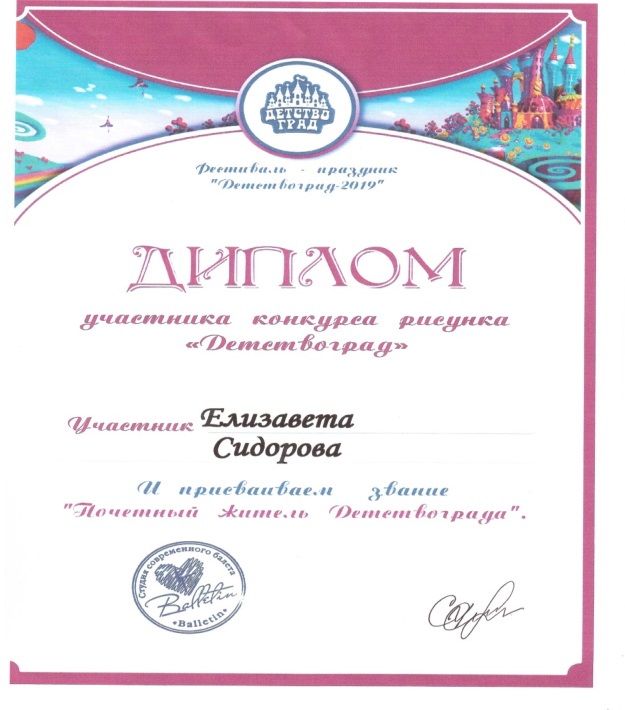 ДЕТСТВО
ГРАД
Фестиваль - праздник
"Детствоград-2019"
ДИПЛОМ
участника конкурса рисунка
«Детствоград»
Участник Елизавета
Сидорова
И присваиваем звание
"Почетный житель Детствограда".
Студия современного балета
Balletin
«Balletin»